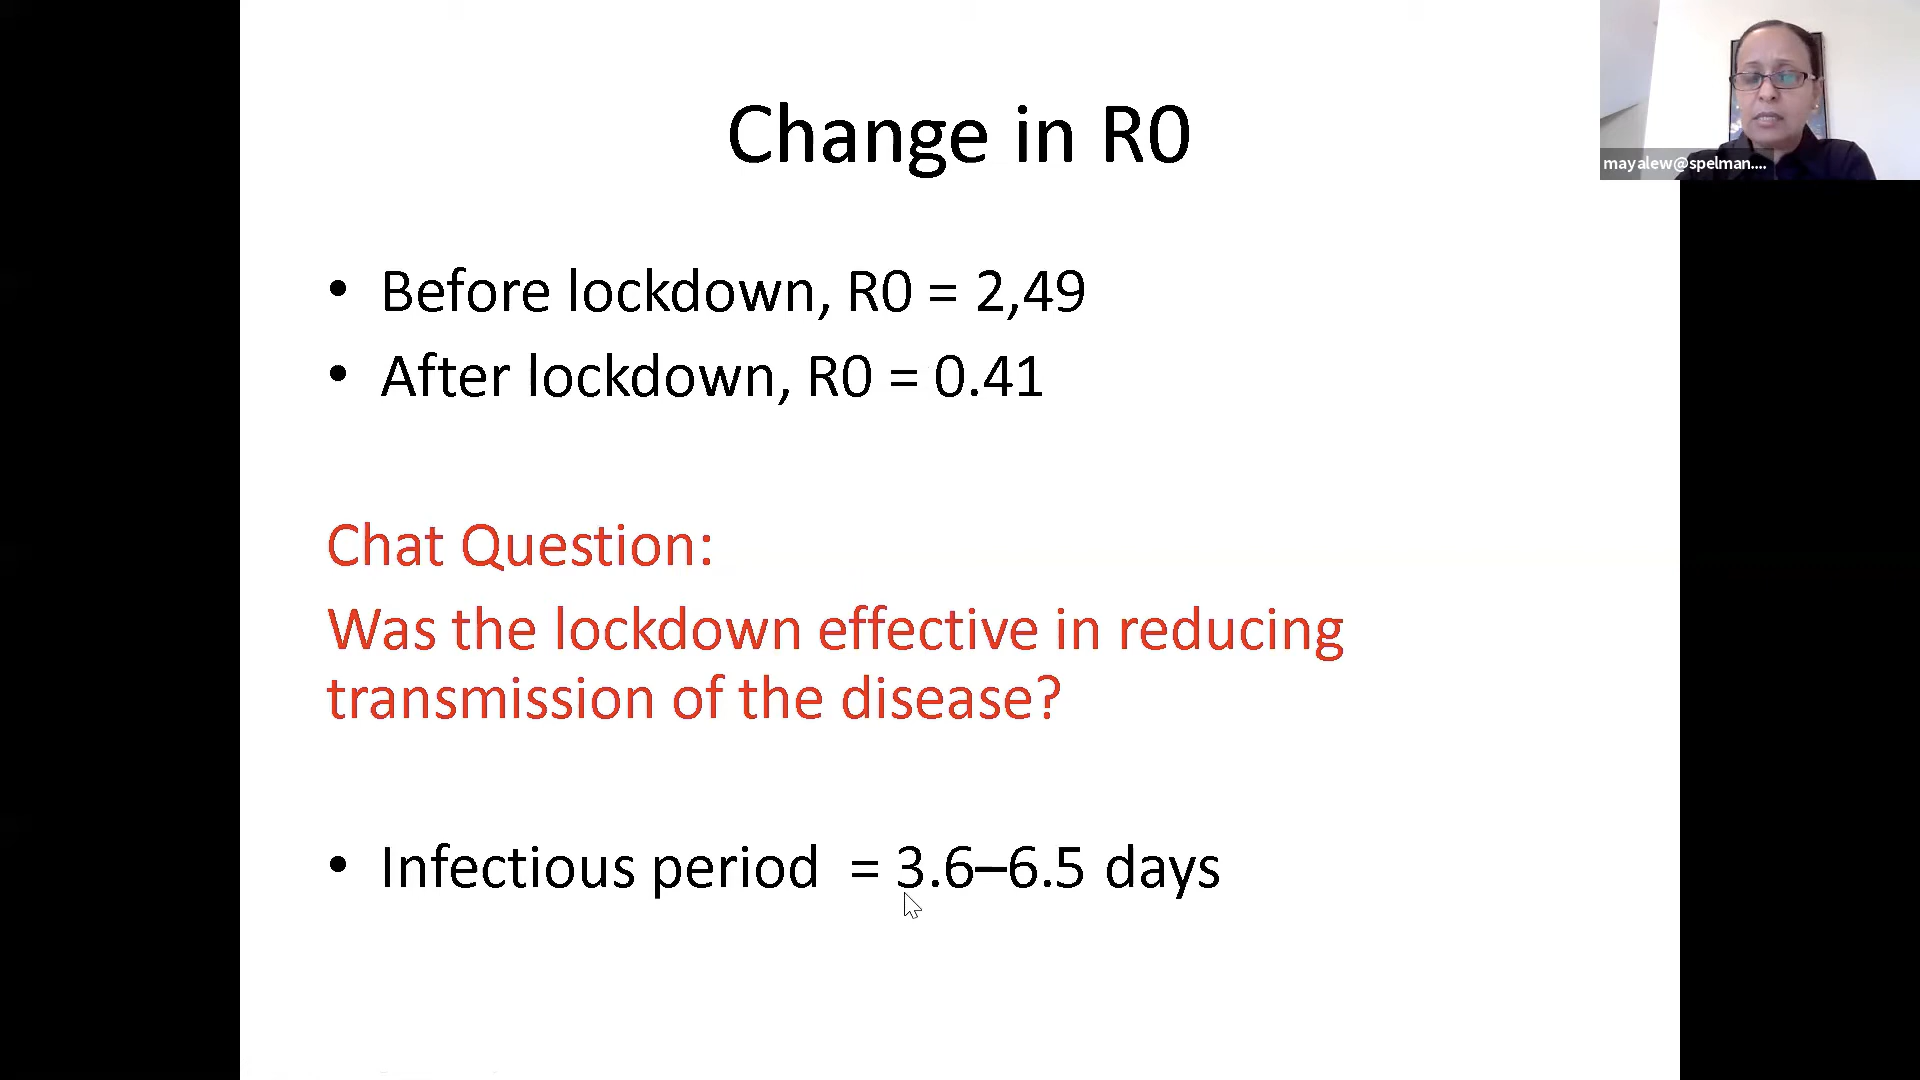 Change in R0
mayalew@spelman....
• Before lockdown, R0 = 2,49
• After lockdown, R0 = 0.41
Chat Question:
Was the lockdown effective in reducing
transmission of the disease?
• Infectious period = 3.6–6.5 days